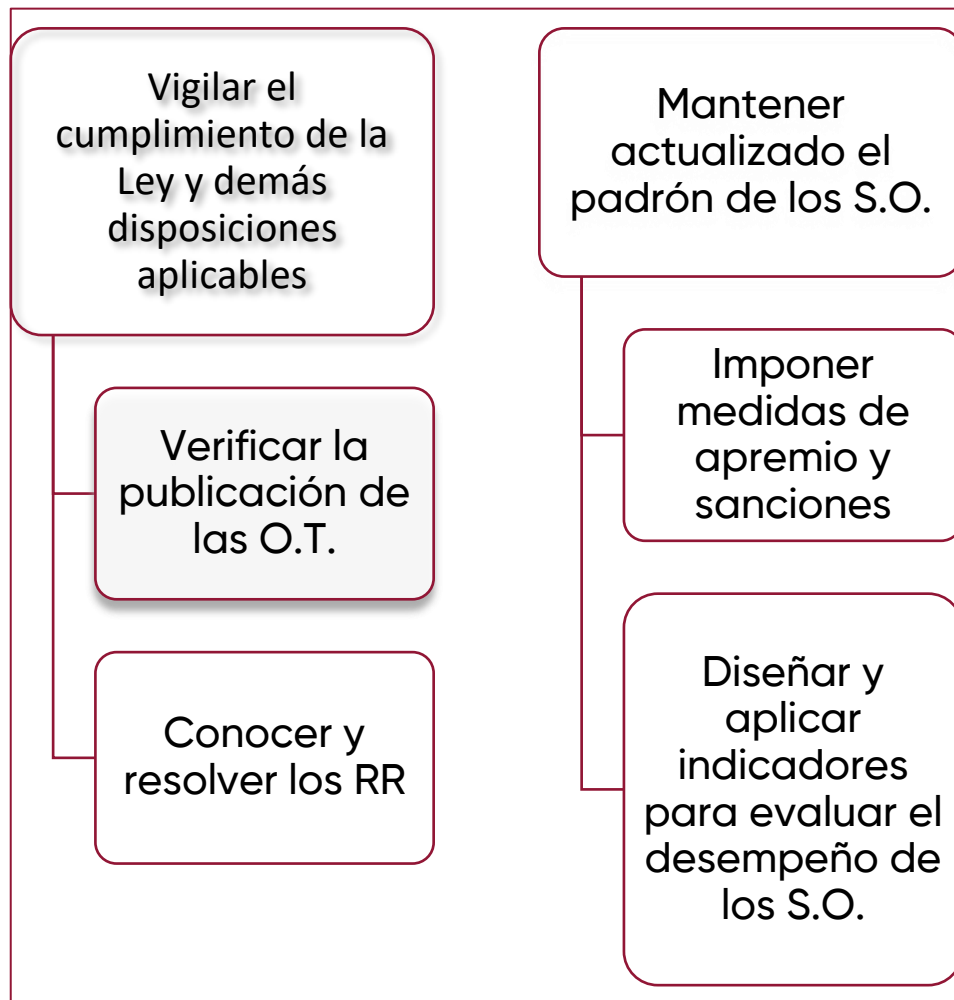 Vigilar el
cumplimiento de la
Ley y demás
disposiciones
aplicables
Verificar la
publicación de
las O.T.
Conocer y
resolver los RR
Mantener
actualizado el
padrón de los S.O.
Imponer
medidas de
apremio y
sanciones
Diseñar y
aplicar
indicadores
para evaluar el
desempeño de
los S.O.